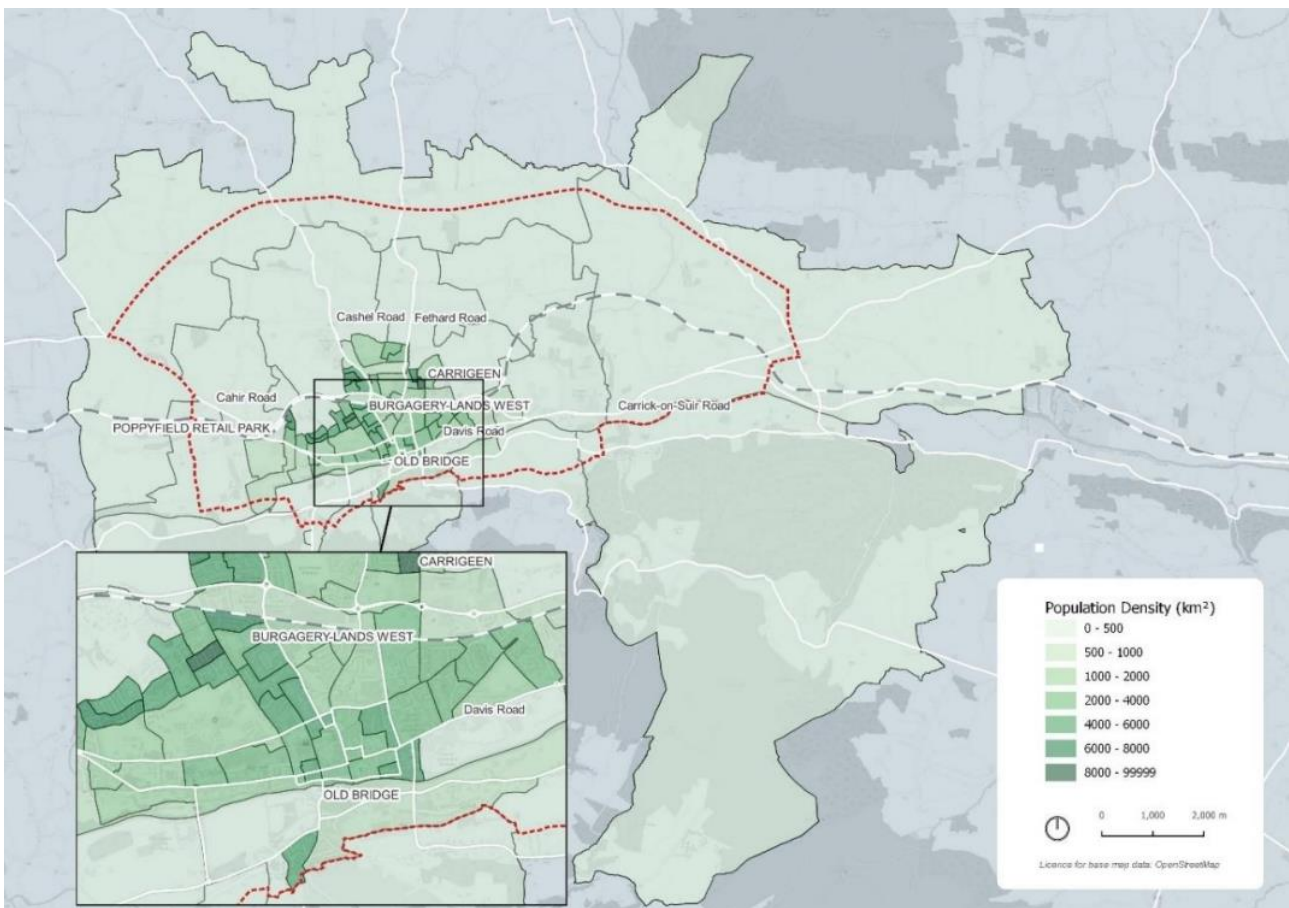 Cashel Road
Fethard Road
CARRIGEEN
Cahir Road
BURGAGERY-LANDS WEST
Carrick-on-Suir Road
POPPYFIELD RETAIL PARK
Davis Road
OLD BRIDGE
CARRIGEEN
BURGAGERY-LANDS WEST
Davis Road
OLD BRIDGE
Population Density (km²)
0 - 500
500 - 1000
1000 - 2000
2000 - 4000
4000 - 6000
6000 - 8000
8000 - 99999
0 1,000 2,000 m
Licence for base map data: OpenStreetMap